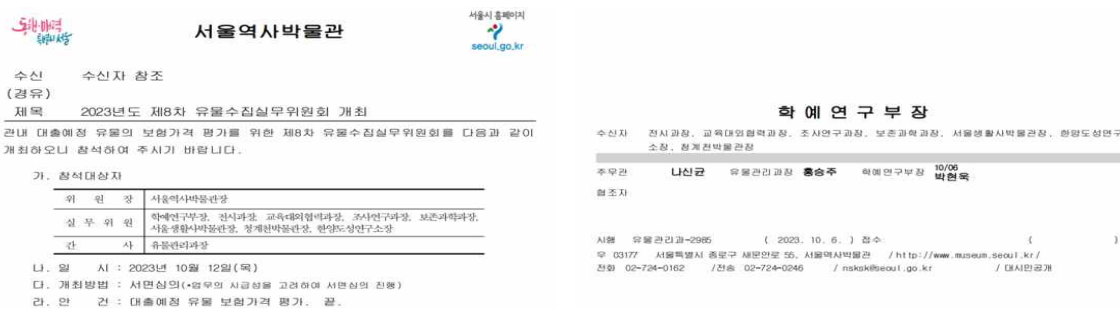 동행·매력
특별시 서울
서울역사박물관
서울시 홈페이지
seoul.go.kr
수신 수신자 참조
(경유)
제목 2023년도 제8차 유물수집실무위원회 개최
관내 대출예정 유물의 보험가격 평가를 위한 제8차 유물수집실무위원회를 다음과 같이
개최하오니 참석하여 주시기 바랍니다.
가. 참석대상자
위 원 장 서울역사박물관장
실 무 위 원 학예연구부장, 전시과장, 교육대외협력과장, 조사연구과장, 보존과학과장,
서울생활사박물관장, 청계천박물관장, 한양도성연구소장
간 사 유물관리과장
나. 일 시 : 2023년 10월 12일(목)
다. 개최방법 : 서면심의(*업무의 시급성을 고려하여 서면심의 진행)
라. 안 건 : 대출예정 유물 보험가격 평가. 끝.
학 예 연 구 부 장
수신자 전시과장, 교육대외협력과장, 조사연구과장, 보존과학과장, 서울생활사박물관장, 한양도성연구
소장, 청계천박물관장
주무관 나신균 유물관리과장 홍승주 학예연구부장 10/06 박현욱
협조자
시행 유물관리과-2985 ( 2023. 10. 6. ) 접수 ( )
우 03177 서울특별시 종로구 새문안로 55, 서울역사박물관 / http://www.museum.seoul.kr/
전화 02-724-0162 /전송 02-724-0246 / nskok@seoul.go.kr / 대시민공개